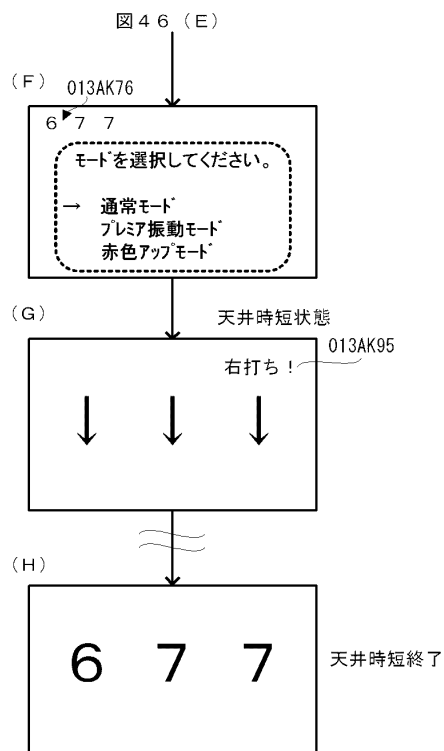 図４６（Ｅ）
（Ｆ）
013AK76
６ ７ ７
モードを選択してください。
→ 通常モード
プレミア振動モード
赤色アップモード
（Ｇ）
天井時短状態
013AK95
右打ち！
↓ ↓ ↓
（Ｈ）
６ ７ ７
天井時短終了